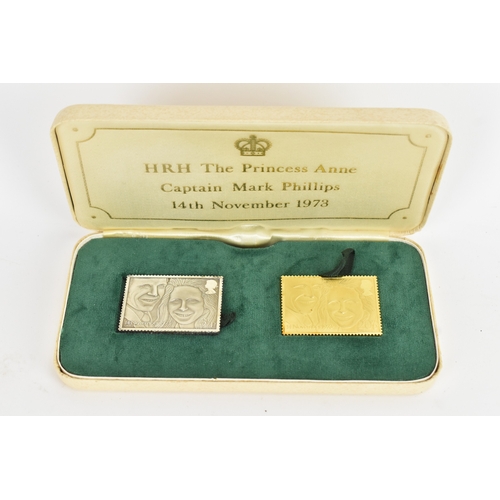 HRH The Princess Anne
Captain Mark Phillips
14th November 1973